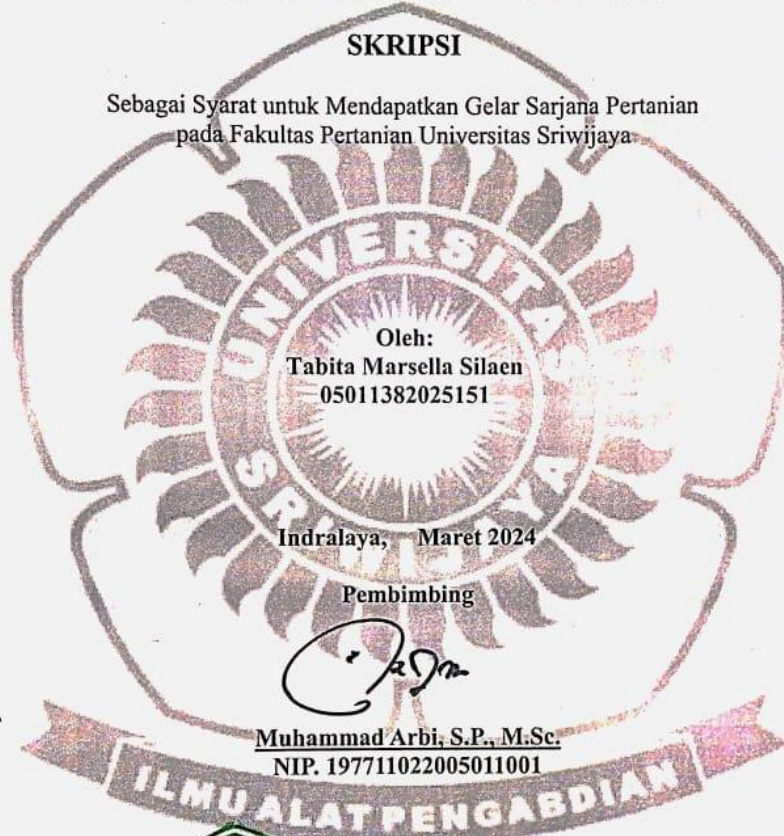 SKRIPSI
Sebagai Syarat untuk Mendapatkan Gelar Sarjana Pertanian
pada Fakultas Pertanian Universitas Sriwijaya
UNIVERSITAS
Oleh:
Tabita Marsella Silaen
05011382025151
SRIWIJAYA
Indralaya, Maret 2024
Pembimbing
Muhammad Arbi, S.P., M.Sc.
NIP. 197711022005011001
ILMU ALAT PENGABDIAN